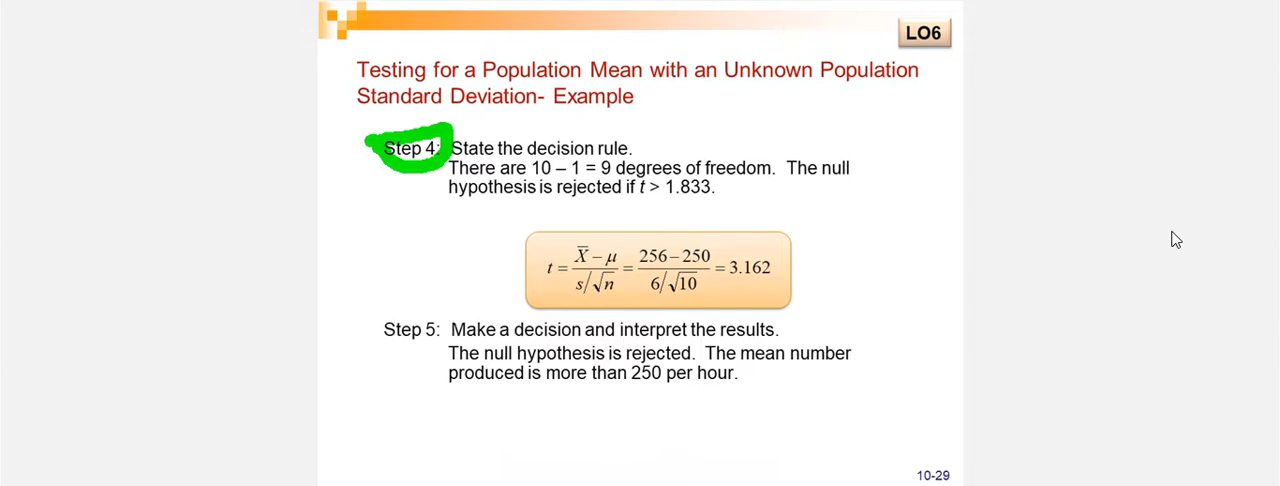 LO6
Testing for a Population Mean with an Unknown Population
Standard Deviation- Example
Step 4: State the decision rule.
There are 10 – 1 = 9 degrees of freedom. The null
hypothesis is rejected if t > 1.833.
t = (X̅ − μ)/(s/√n) = (256 − 250)/(6/√10) = 3.162
Step 5: Make a decision and interpret the results.
The null hypothesis is rejected. The mean number
produced is more than 250 per hour.
10-29